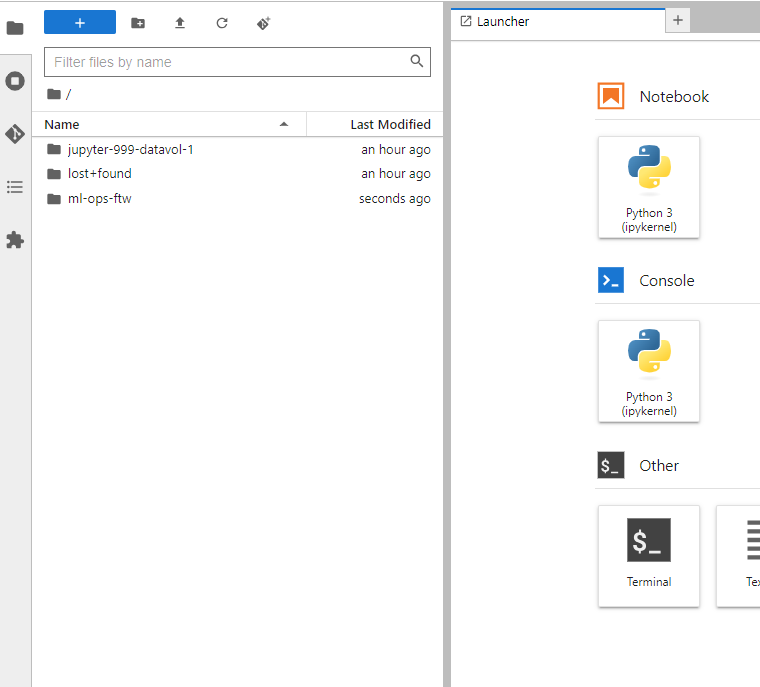 Launcher
Filter files by name
/
Name Last Modified
jupyter-999-datavol-1 an hour ago
lost+found an hour ago
ml-ops-ftw seconds ago
Notebook
Python 3
(ipykernel)
Console
Python 3
(ipykernel)
$_ Other
$_
Terminal